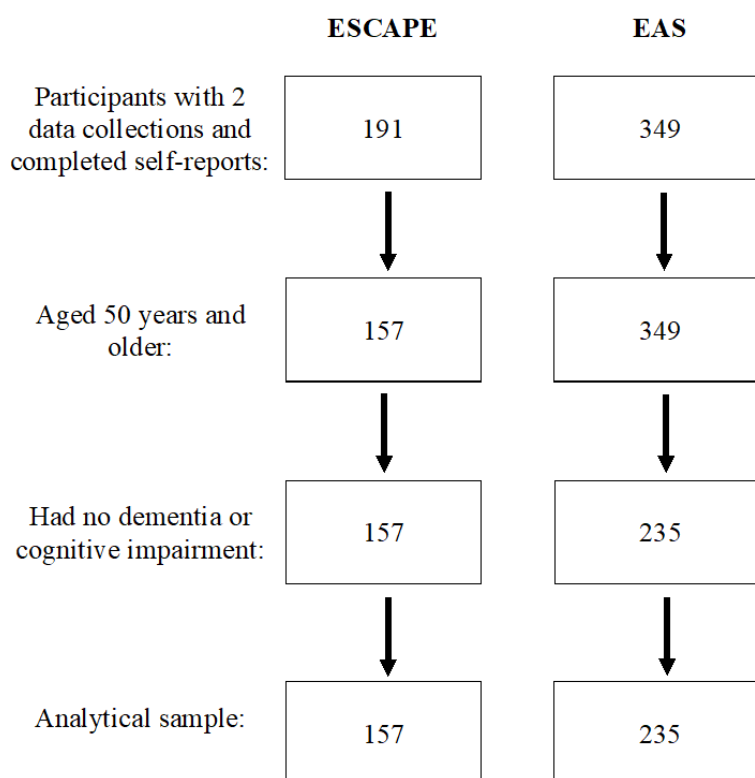 ESCAPE EAS
Participants with 2
data collections and
completed self-reports:
191 349
Aged 50 years and
older:
157 349
Had no dementia or
cognitive impairment:
157 235
Analytical sample:
157 235